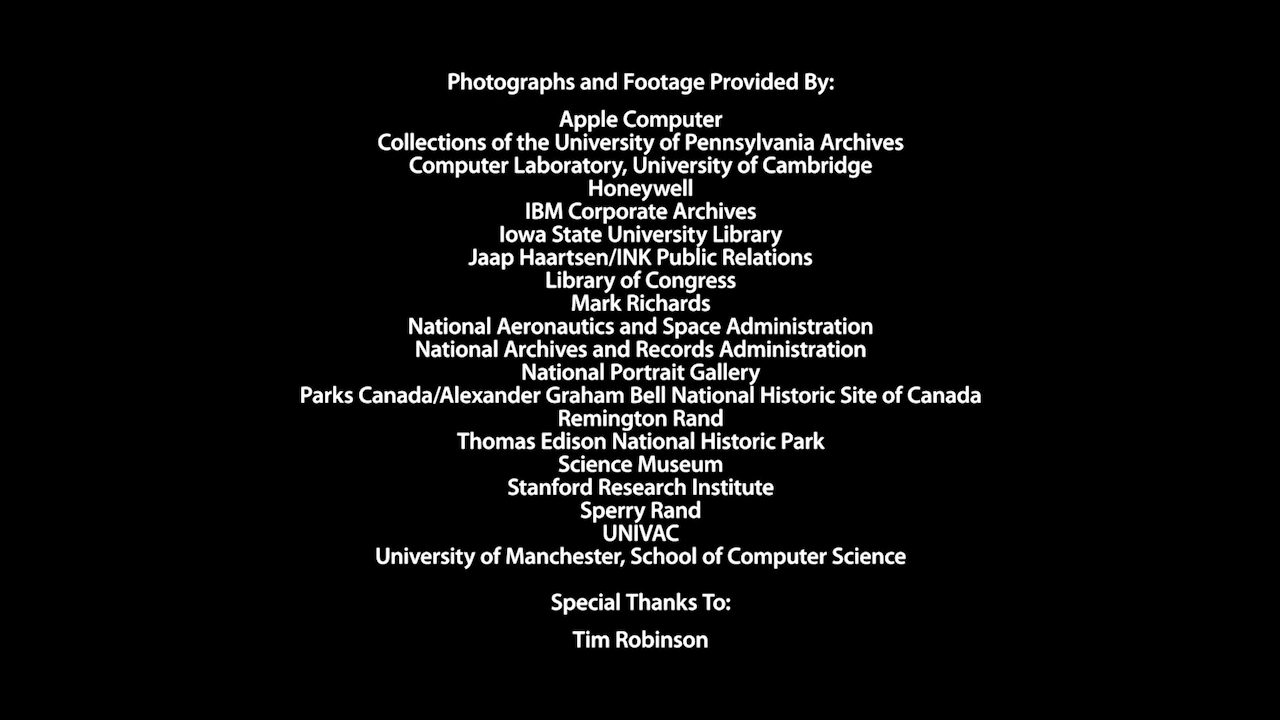 Photographs and Footage Provided By:
Apple Computer
Collections of the University of Pennsylvania Archives
Computer Laboratory, University of Cambridge
Honeywell
IBM Corporate Archives
Iowa State University Library
Jaap Haartsen/INK Public Relations
Library of Congress
Mark Richards
National Aeronautics and Space Administration
National Archives and Records Administration
National Portrait Gallery
Parks Canada/Alexander Graham Bell National Historic Site of Canada
Remington Rand
Thomas Edison National Historic Park
Science Museum
Stanford Research Institute
Sperry Rand
UNIVAC
University of Manchester, School of Computer Science
Special Thanks To:
Tim Robinson